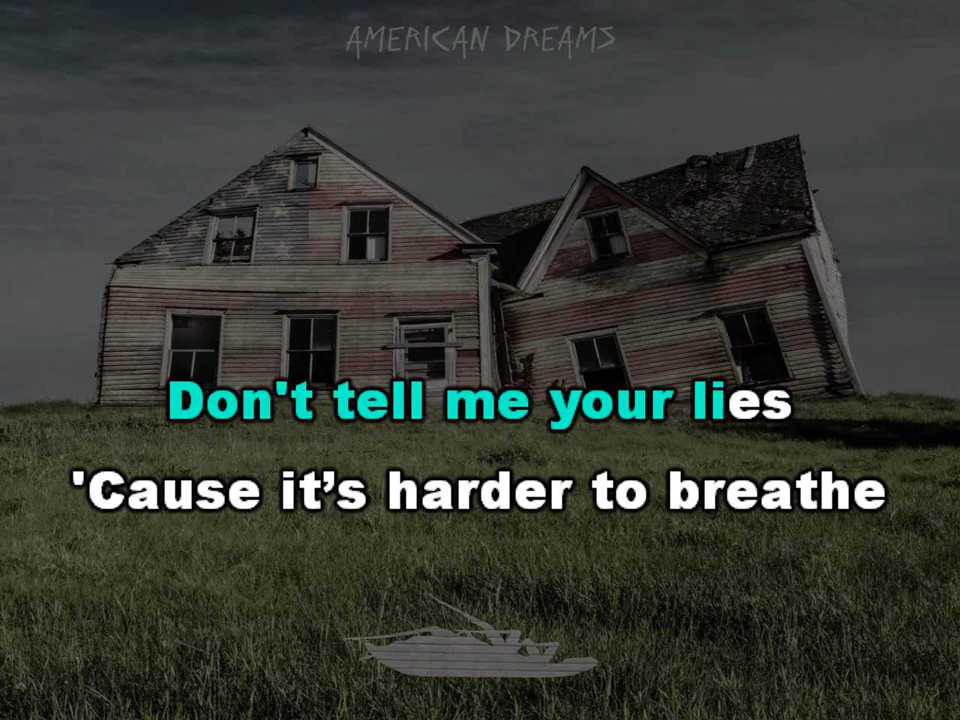 AMERICAN DREAMS
Don't tell me your lies
'Cause it’s harder to breathe